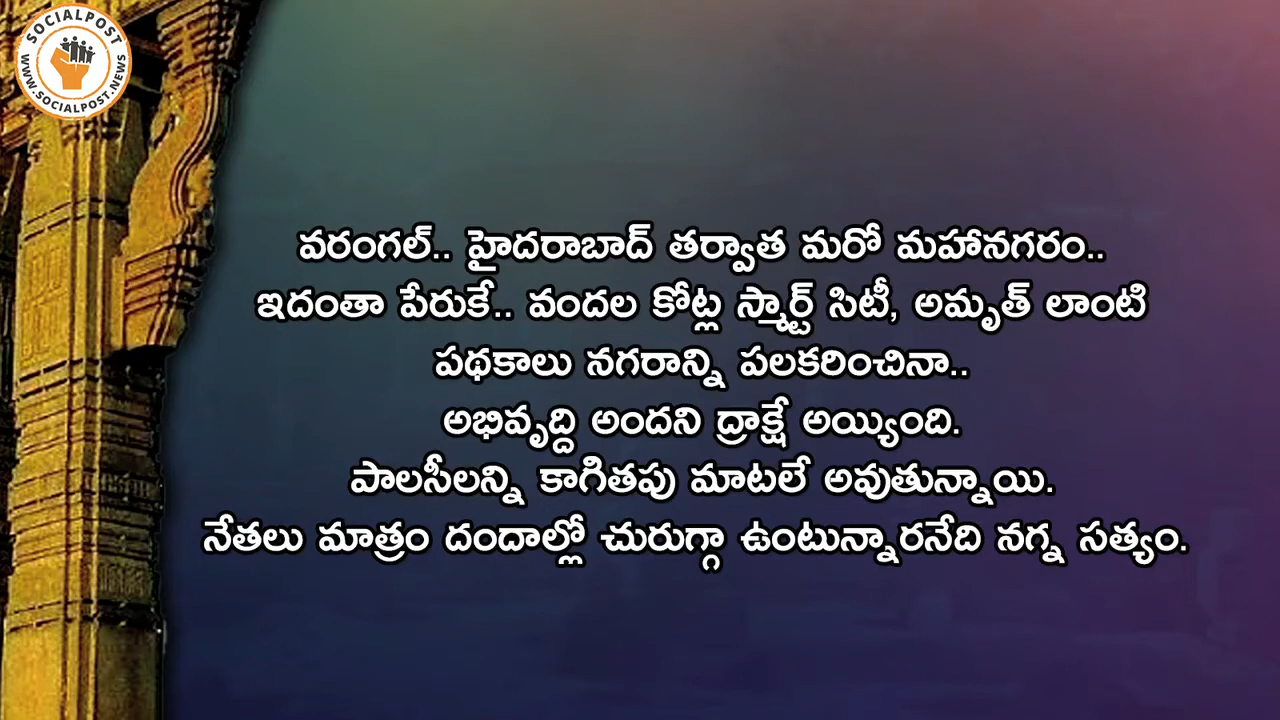 SOCIALPOST
WWW.SOCIALPOST.NEWS
వరంగల్.. హైదరాబాద్ తర్వాత మరో మహానగరం..
ఇదంతా పేరుకే.. వందల కోట్ల స్మార్ట్ సిటీ, అమృత్ లాంటి
పథకాలు నగరాన్ని పలకరించినా..
అభివృద్ది అందని ద్రాక్షే అయ్యింది.
పాలసీలన్ని కాగితపు మాటలే అవుతున్నాయి.
నేతలు మాత్రం దందాల్లో చురుగ్గా ఉంటున్నారనేది నగ్న సత్యం.